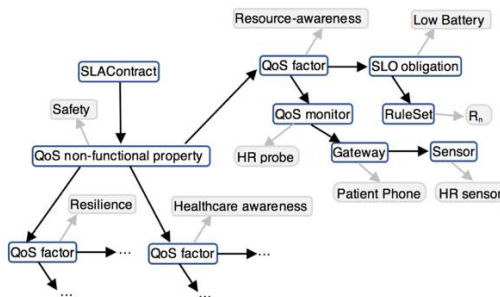 Resource-awareness
Low Battery
QoS factor
SLO obligation
SLAContract
Safety
QoS monitor
RuleSet
Rn
HR probe
Gateway
Sensor
QoS non-functional property
Patient Phone
HR sensor
Resilience
Healthcare awareness
QoS factor
...
QoS factor
...
...
...